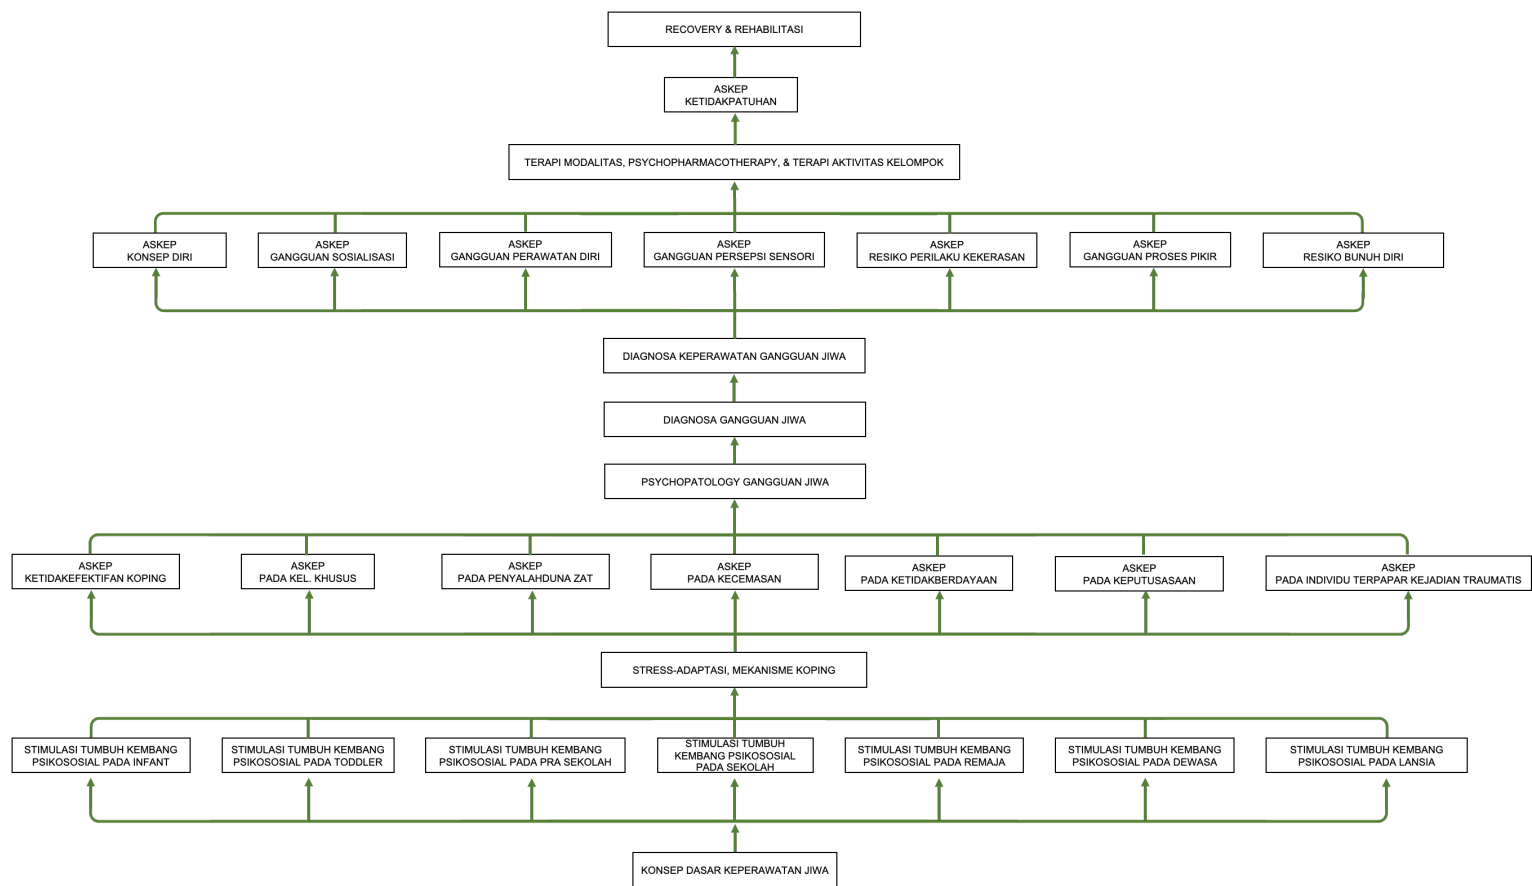 RECOVERY & REHABILITASI
ASKEP
KETIDAKPATUHAN
TERAPI MODALITAS, PSYCHOPHARMACOTHERAPY, & TERAPI AKTIVITAS KELOMPOK
ASKEP
KONSEP DIRI
ASKEP
GANGGUAN SOSIALISASI
ASKEP
GANGGUAN PERAWATAN DIRI
ASKEP
GANGGUAN PERSEPSI SENSORI
ASKEP
RESIKO PERILAKU KEKERASAN
ASKEP
GANGGUAN PROSES PIKIR
ASKEP
RESIKO BUNUH DIRI
DIAGNOSA KEPERAWATAN GANGGUAN JIWA
DIAGNOSA GANGGUAN JIWA
PSYCHOPATOLOGY GANGGUAN JIWA
ASKEP
KETIDAKEFEKTIFAN KOPING
ASKEP
PADA KEL. KHUSUS
ASKEP
PADA PENYALAHDUNA ZAT
ASKEP
PADA KECEMASAN
ASKEP
PADA KETIDAKBERDAYAAN
ASKEP
PADA KEPUTUSASAAN
ASKEP
PADA INDIVIDU TERPAPAR KEJADIAN TRAUMATIS
STRESS-ADAPTASI, MEKANISME KOPING
STIMULASI TUMBUH KEMBANG
PSIKOSOSIAL PADA INFANT
STIMULASI TUMBUH KEMBANG
PSIKOSOSIAL PADA TODDLER
STIMULASI TUMBUH KEMBANG
PSIKOSOSIAL PADA PRA SEKOLAH
STIMULASI TUMBUH
KEMBANG PSIKOSOSIAL
PADA SEKOLAH
STIMULASI TUMBUH KEMBANG
PSIKOSOSIAL PADA REMAJA
STIMULASI TUMBUH KEMBANG
PSIKOSOSIAL PADA DEWASA
STIMULASI TUMBUH KEMBANG
PSIKOSOSIAL PADA LANSIA
KONSEP DASAR KEPERAWATAN JIWA